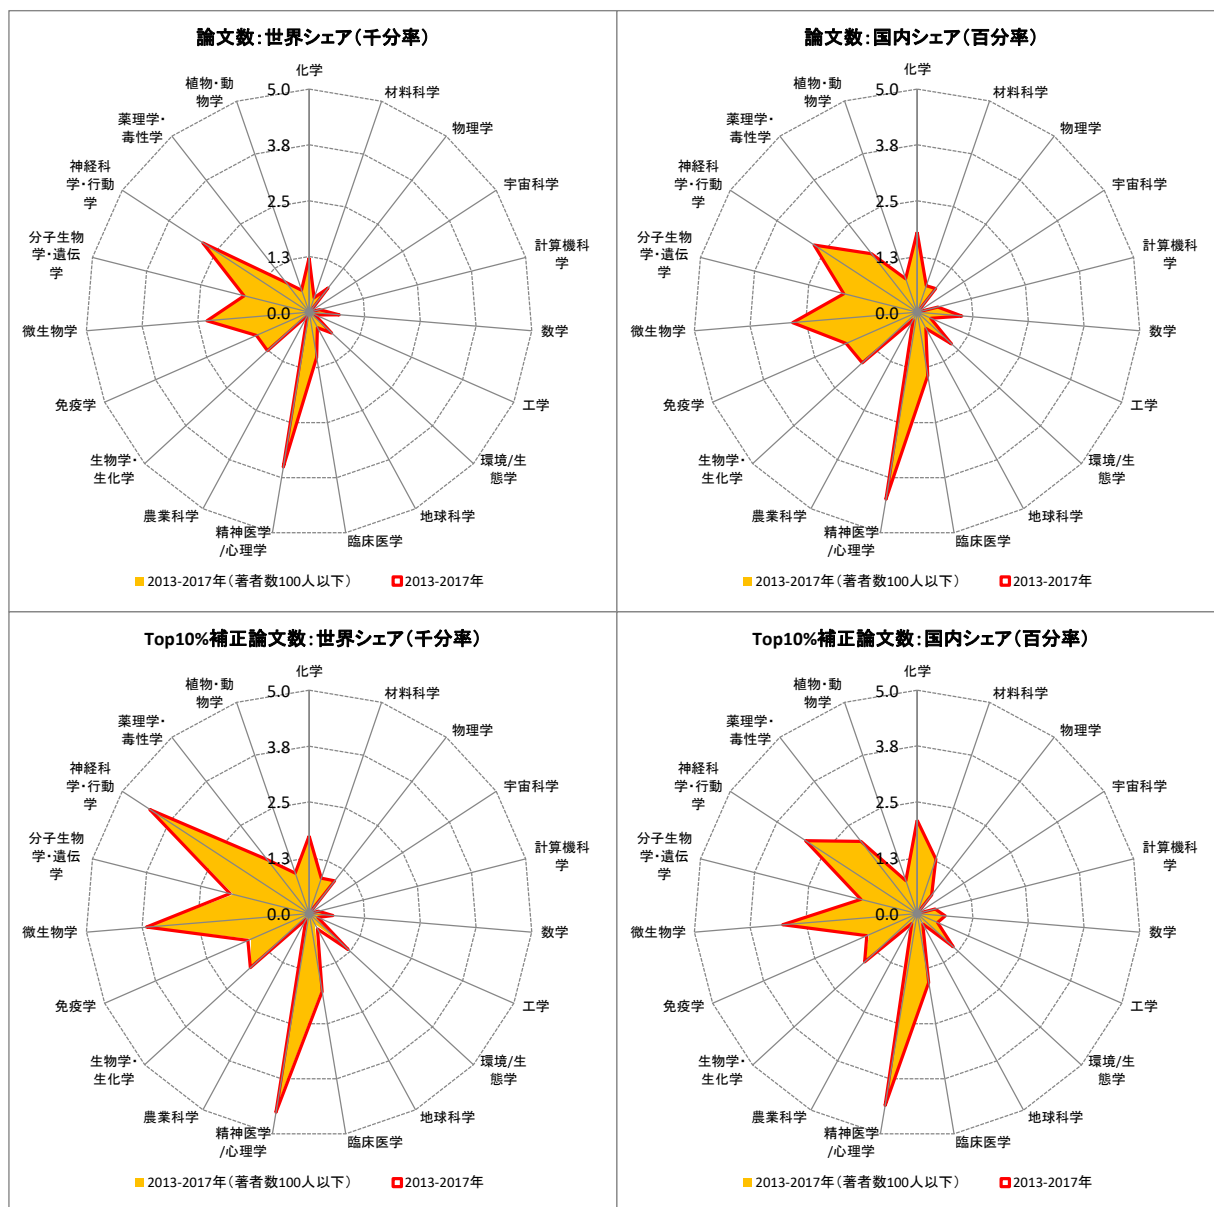 論文数：世界シェア（千分率）
化学
材料科学
物理学
宇宙科学
計算機科
学
数学
工学
環境/生
態学
地球科学
臨床医学
精神医学
/心理学
農業科学
生物学・
生化学
免疫学
微生物学
分子生物
学・遺伝
学
神経科
学・行動
学
薬理学・
毒性学
植物・動
物学
5.0
3.8
2.5
1.3
0.0
2013-2017年（著者数100人以下）
2013-2017年
論文数：国内シェア（百分率）
化学
材料科学
物理学
宇宙科学
計算機科
学
数学
工学
環境/生
態学
地球科学
臨床医学
精神医学
/心理学
農業科学
生物学・
生化学
免疫学
微生物学
分子生物
学・遺伝
学
神経科
学・行動
学
薬理学・
毒性学
植物・動
物学
5.0
3.8
2.5
1.3
0.0
2013-2017年（著者数100人以下）
2013-2017年
Top10%補正論文数：世界シェア（千分率）
化学
材料科学
物理学
宇宙科学
計算機科
学
数学
工学
環境/生
態学
地球科学
臨床医学
精神医学
/心理学
農業科学
生物学・
生化学
免疫学
微生物学
分子生物
学・遺伝
学
神経科
学・行動
学
薬理学・
毒性学
植物・動
物学
5.0
3.8
2.5
1.3
0.0
2013-2017年（著者数100人以下）
2013-2017年
Top10%補正論文数：国内シェア（百分率）
化学
材料科学
物理学
宇宙科学
計算機科
学
数学
工学
環境/生
態学
地球科学
臨床医学
精神医学
/心理学
農業科学
生物学・
生化学
免疫学
微生物学
分子生物
学・遺伝
学
神経科
学・行動
学
薬理学・
毒性学
植物・動
物学
5.0
3.8
2.5
1.3
0.0
2013-2017年（著者数100人以下）
2013-2017年